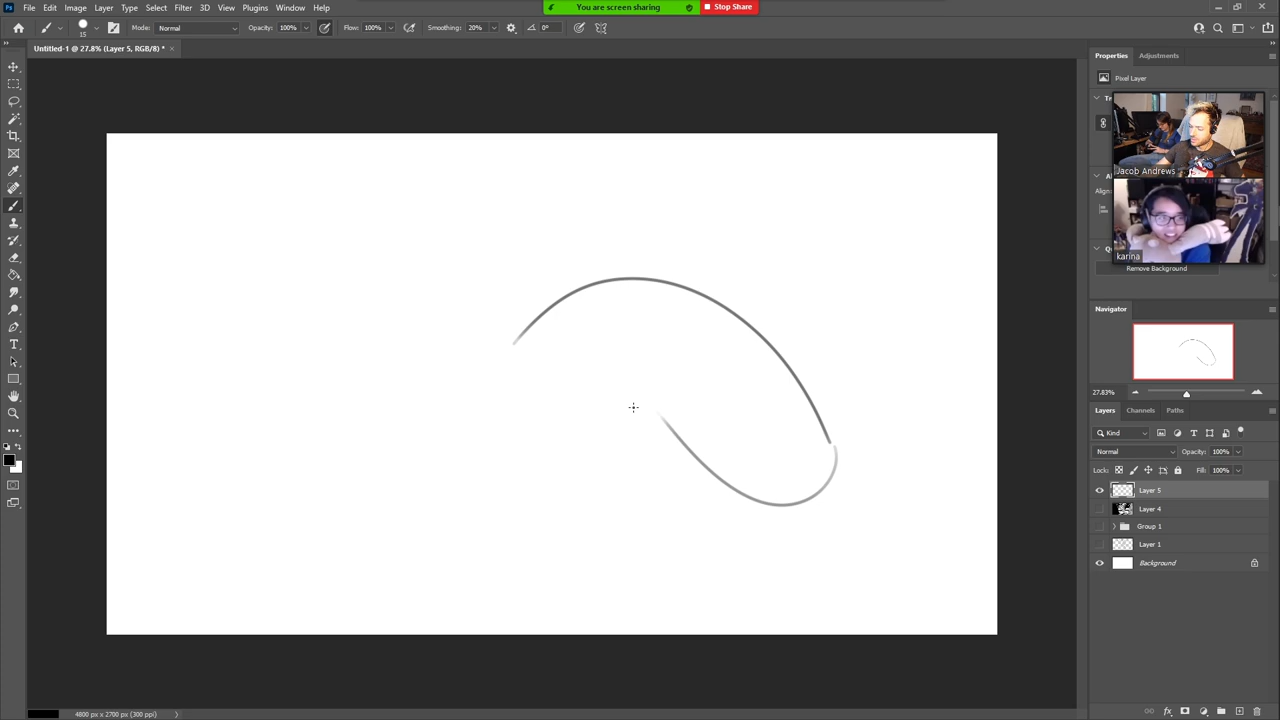 File Edit Image Layer Type Select Filter 3D View Plugins Window Help
You are screen sharing
Stop Share
15 Mode: Normal Opacity: 100% Flow: 100% Smoothing: 20% 0°
Untitled-1 @ 27.8% (Layer 5, RGB/8) *
Properties Adjustments
Pixel Layer
Jacob Andrews
karina
Remove Background
Navigator
27.83%
Layers Channels Paths
Kind
Normal Opacity: 100%
Lock: Fill: 100%
Layer 5
Layer 4
Group 1
Layer 1
Background
4800 px x 2700 px (300 ppi)